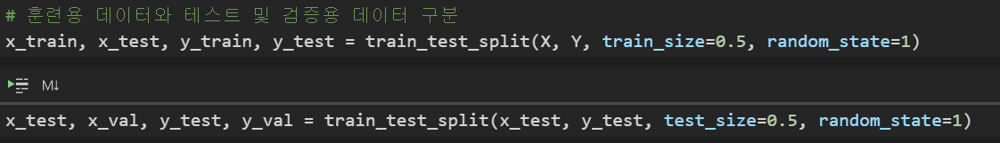 # 훈련용 데이터와 테스트 및 검증용 데이터 구분
x_train, x_test, y_train, y_test = train_test_split(X, Y, train_size=0.5, random_state=1)
M↓
x_test, x_val, y_test, y_val = train_test_split(x_test, y_test, test_size=0.5, random_state=1)